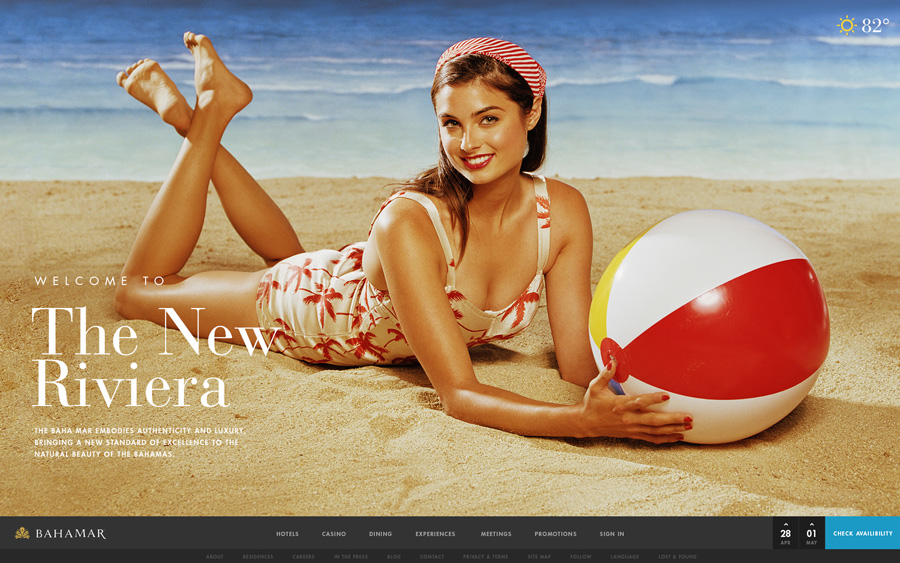 82°
WELCOME TO
The New
Riviera
THE BAHA MAR EMBODIES AUTHENTICITY AND LUXURY,
BRINGING A NEW STANDARD OF EXCELLENCE TO THE
NATURAL BEAUTY OF THE BAHAMAS.
BAHAMAR
HOTELS CASINO DINING EXPERIENCES MEETINGS PROMOTIONS SIGN IN
28 APR
01 MAY
CHECK AVAILIBILITY
ABOUT RESIDENCES CAREERS IN THE PRESS BLOG CONTACT PRIVACY & TERMS SITE MAP FOLLOW LANGUAGE LOST & FOUND